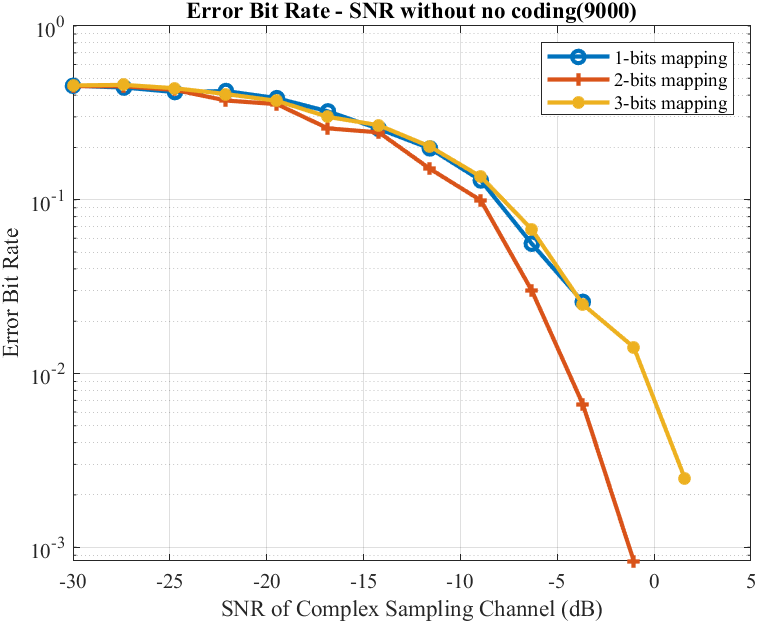 Error Bit Rate - SNR without no coding(9000)
10^0
10^-1
10^-2
10^-3
Error Bit Rate
1-bits mapping
2-bits mapping
3-bits mapping
-30 -25 -20 -15 -10 -5 0 5
SNR of Complex Sampling Channel (dB)